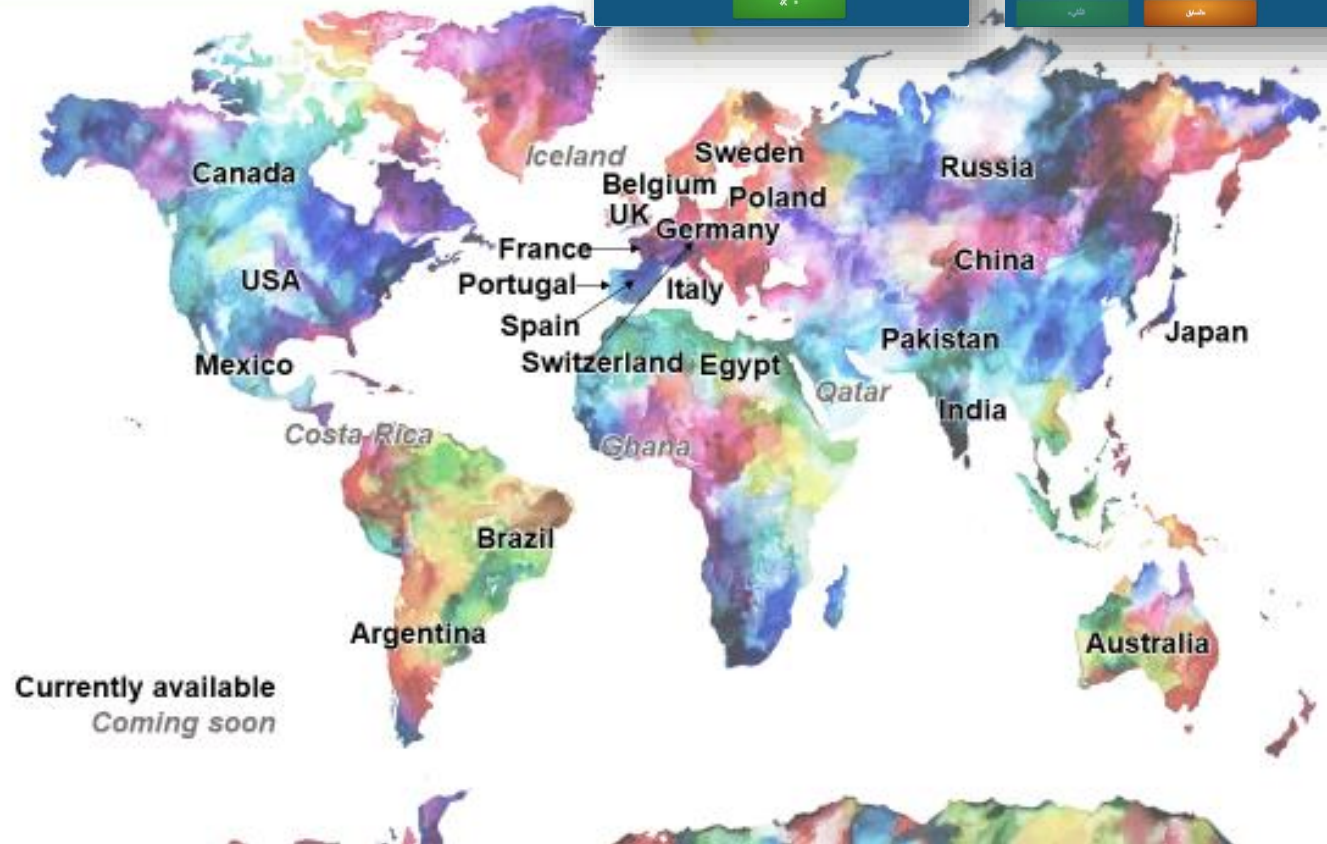 Iceland
Sweden
Canada
Russia
Belgium
Poland
UK
Germany
France
China
USA
Portugal
Italy
Spain
Japan
Pakistan
Mexico
Switzerland
Egypt
Qatar
India
Costa Rica
Ghana
Brazil
Argentina
Australia
Currently available
Coming soon